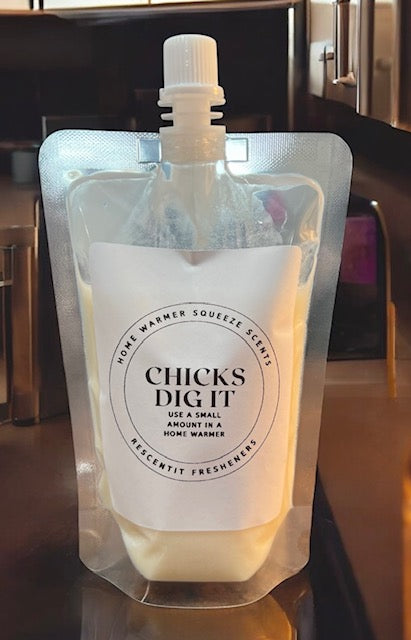 HOME WARMER SQUEEZE SCENTS
CHICKS
DIG IT
USE A SMALL
AMOUNT IN A
HOME WARMER
RESCENTIT FRESHENERS